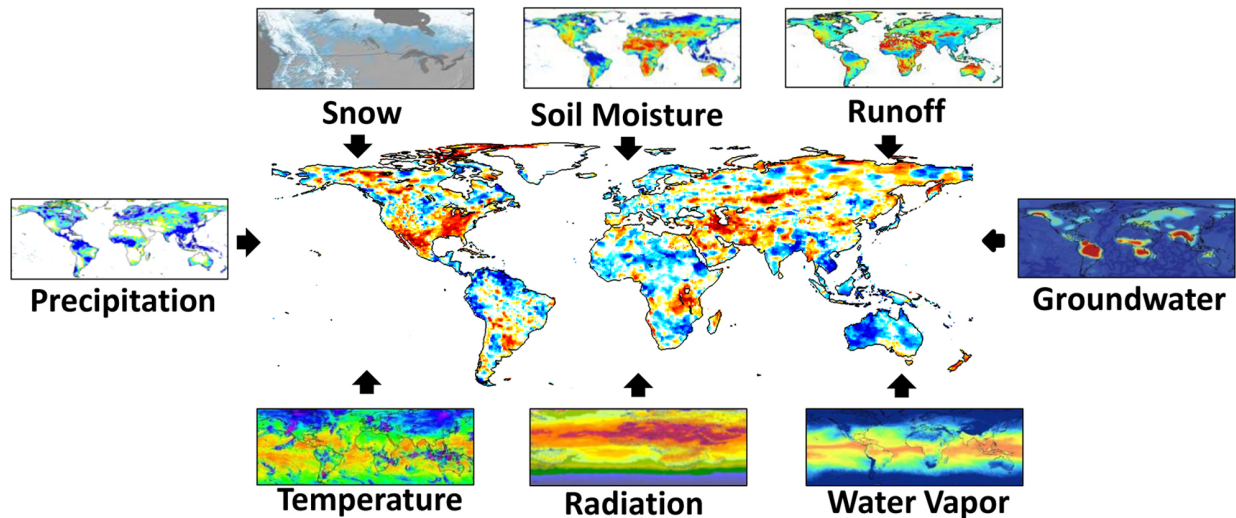 Snow
Soil Moisture
Runoff
Precipitation
Groundwater
Temperature
Radiation
Water Vapor